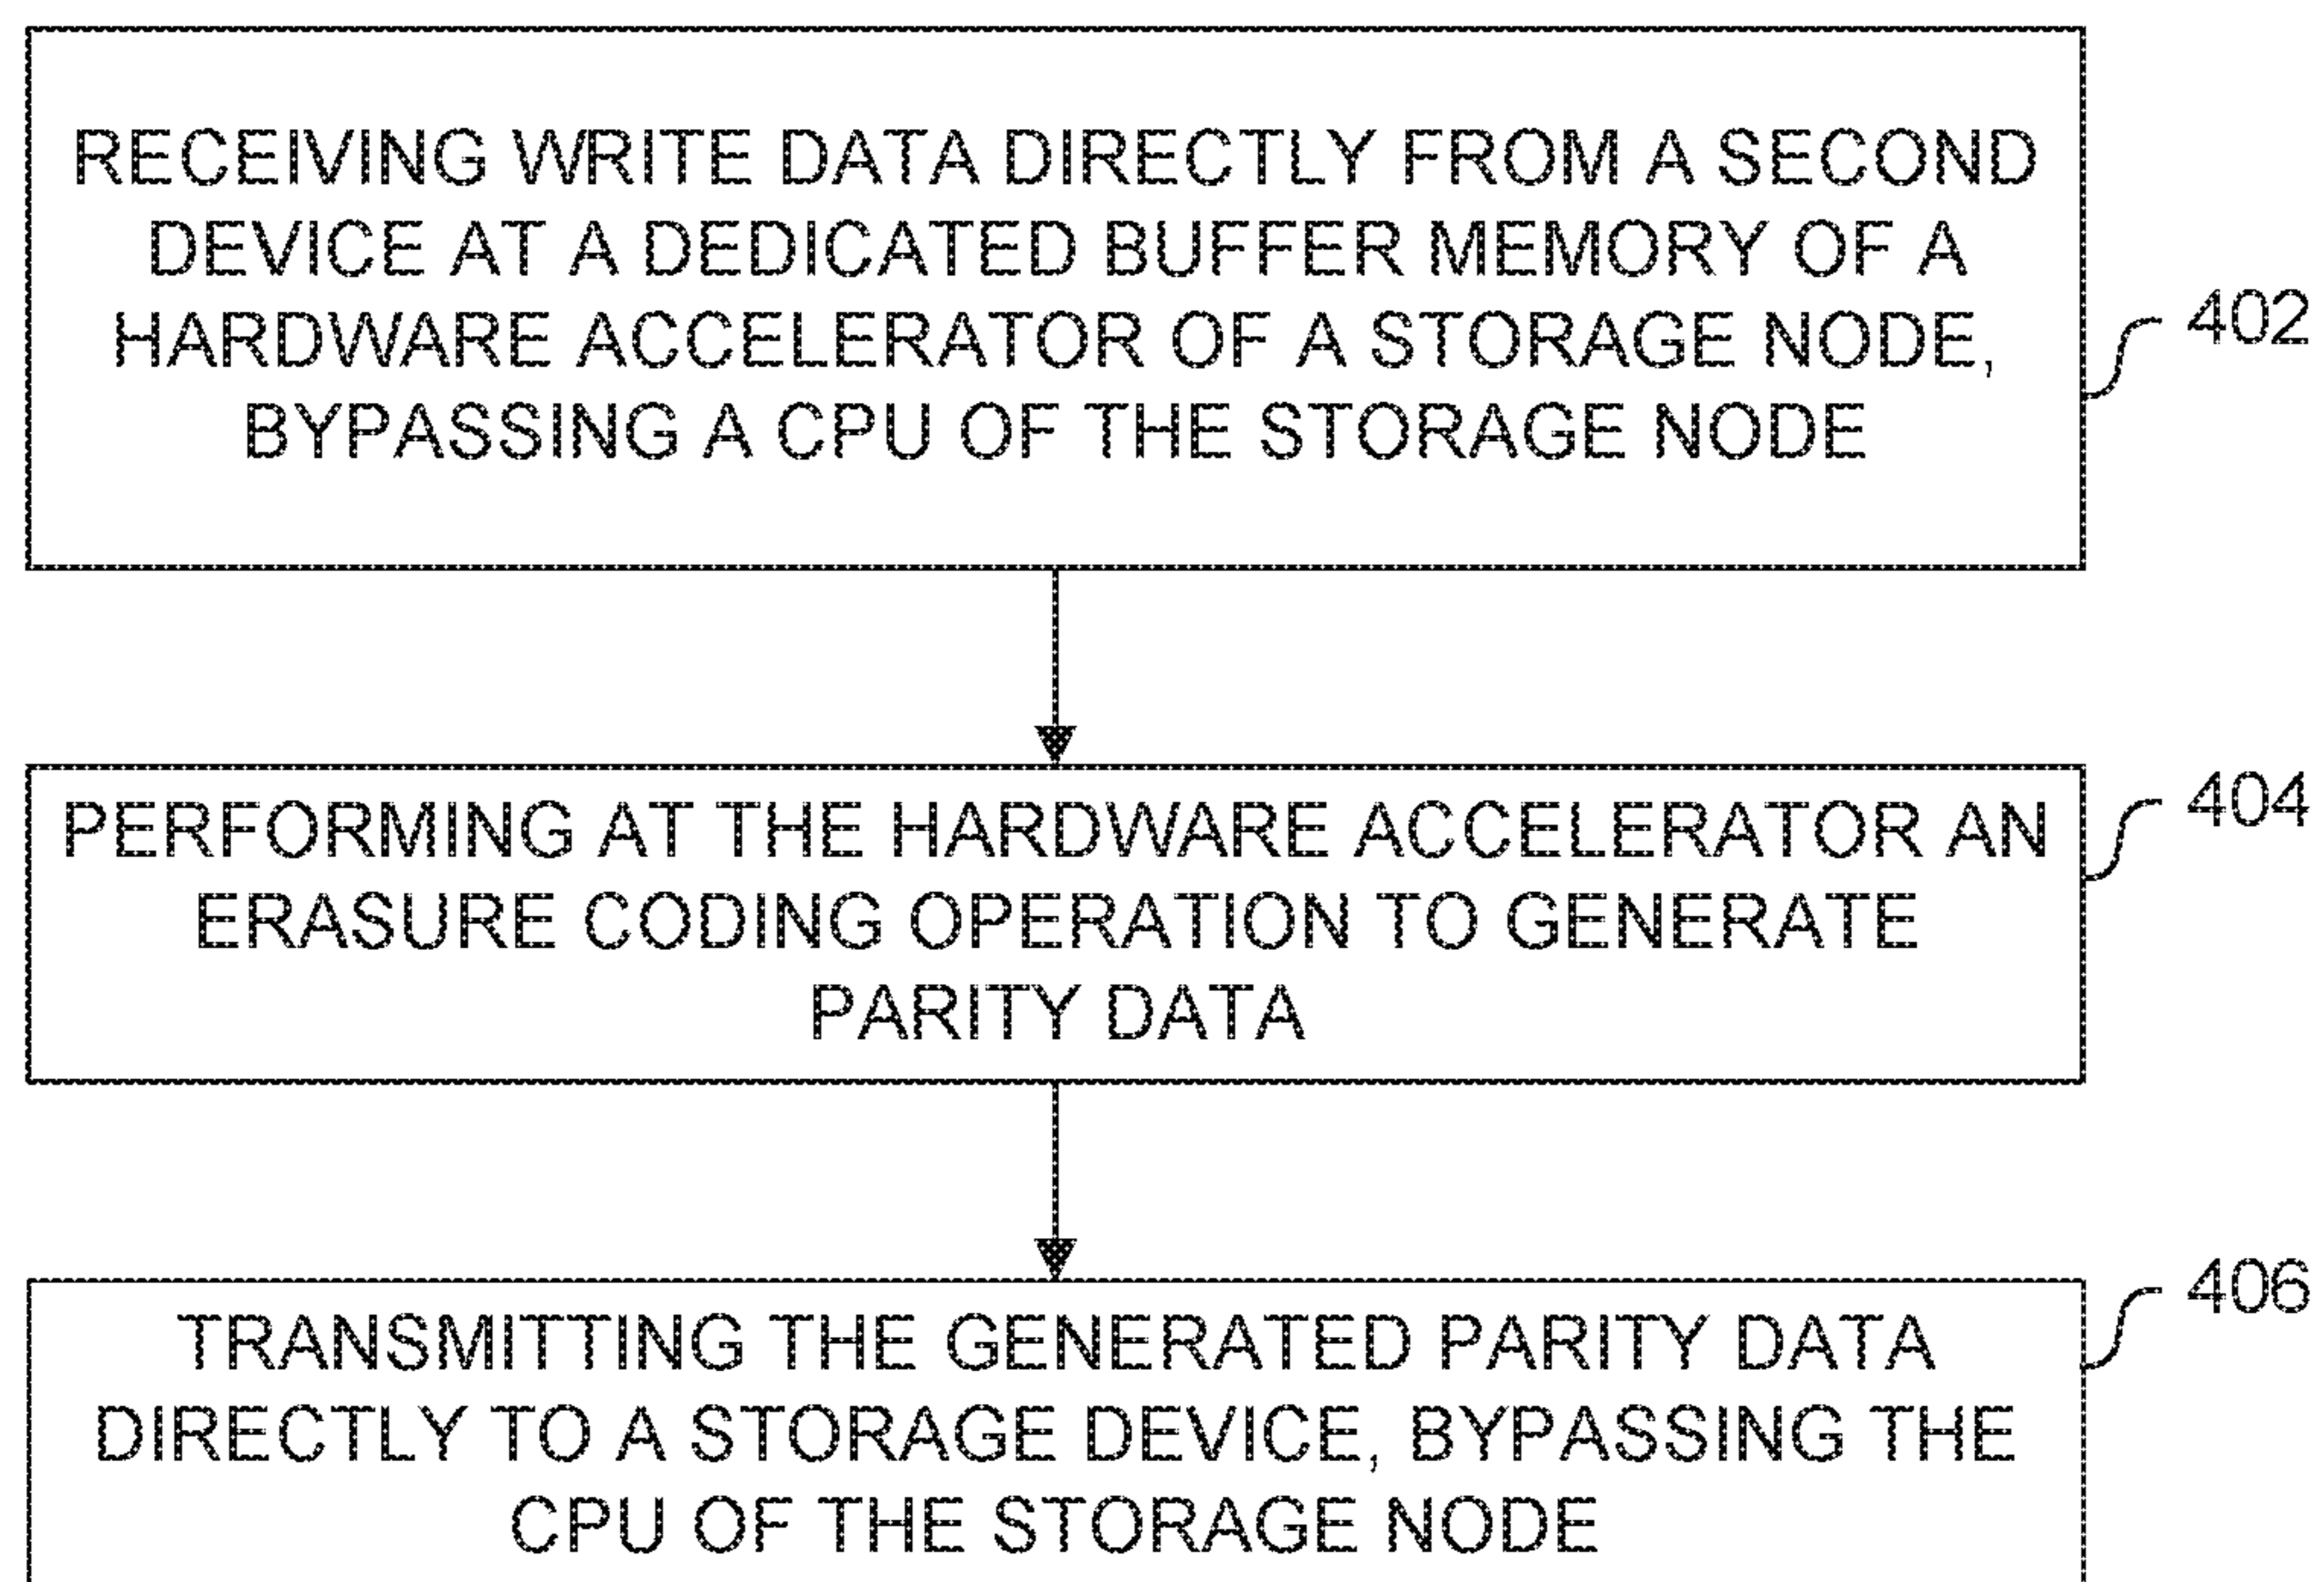 RECEIVING WRITE DATA DIRECTLY FROM A SECOND
DEVICE AT A DEDICATED BUFFER MEMORY OF A
HARDWARE ACCELERATOR OF A STORAGE NODE,
BYPASSING A CPU OF THE STORAGE NODE
402
PERFORMING AT THE HARDWARE ACCELERATOR AN
ERASURE CODING OPERATION TO GENERATE
PARITY DATA
404
TRANSMITTING THE GENERATED PARITY DATA
DIRECTLY TO A STORAGE DEVICE, BYPASSING THE
CPU OF THE STORAGE NODE
406